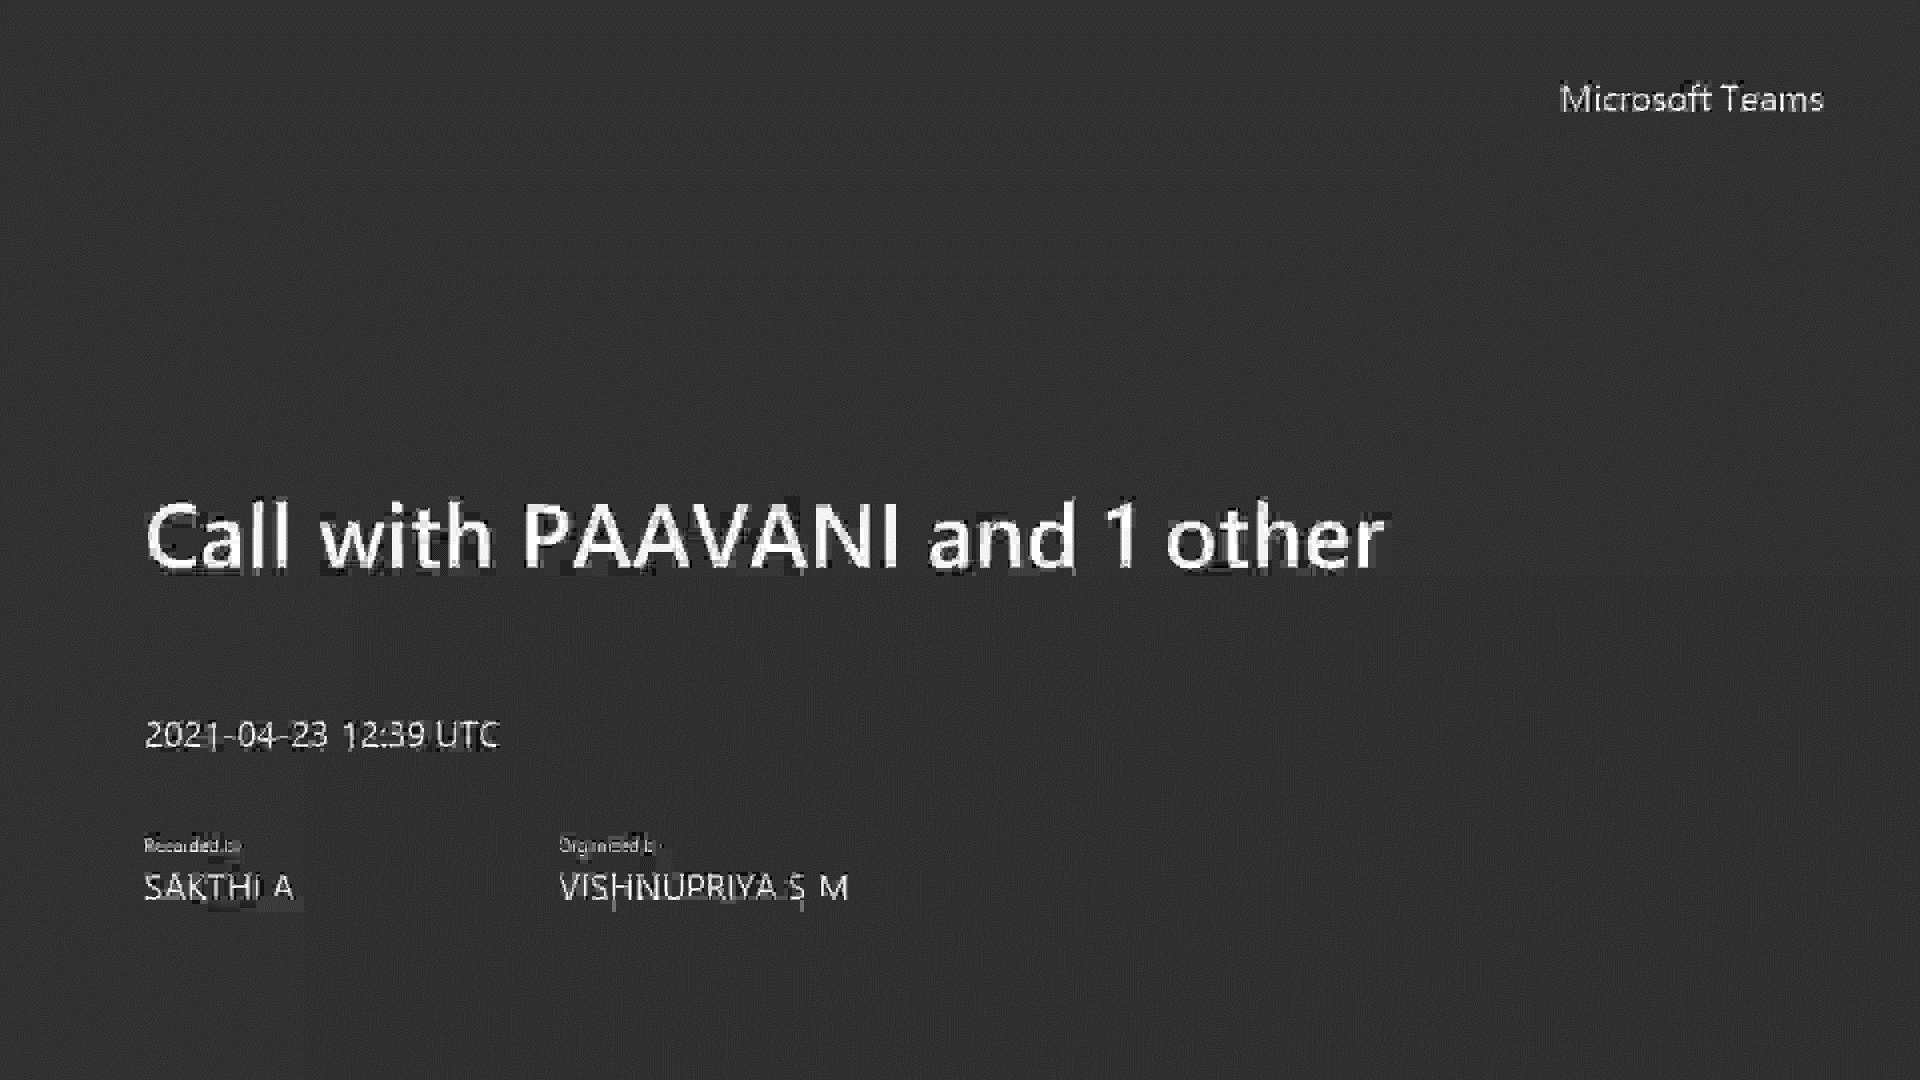 Microsoft Teams
Call with PAAVANI and 1 other
2021-04-23 12:39 UTC
Recorded by
Organized by
SAKTHI A
VISHNUPRIYA S M